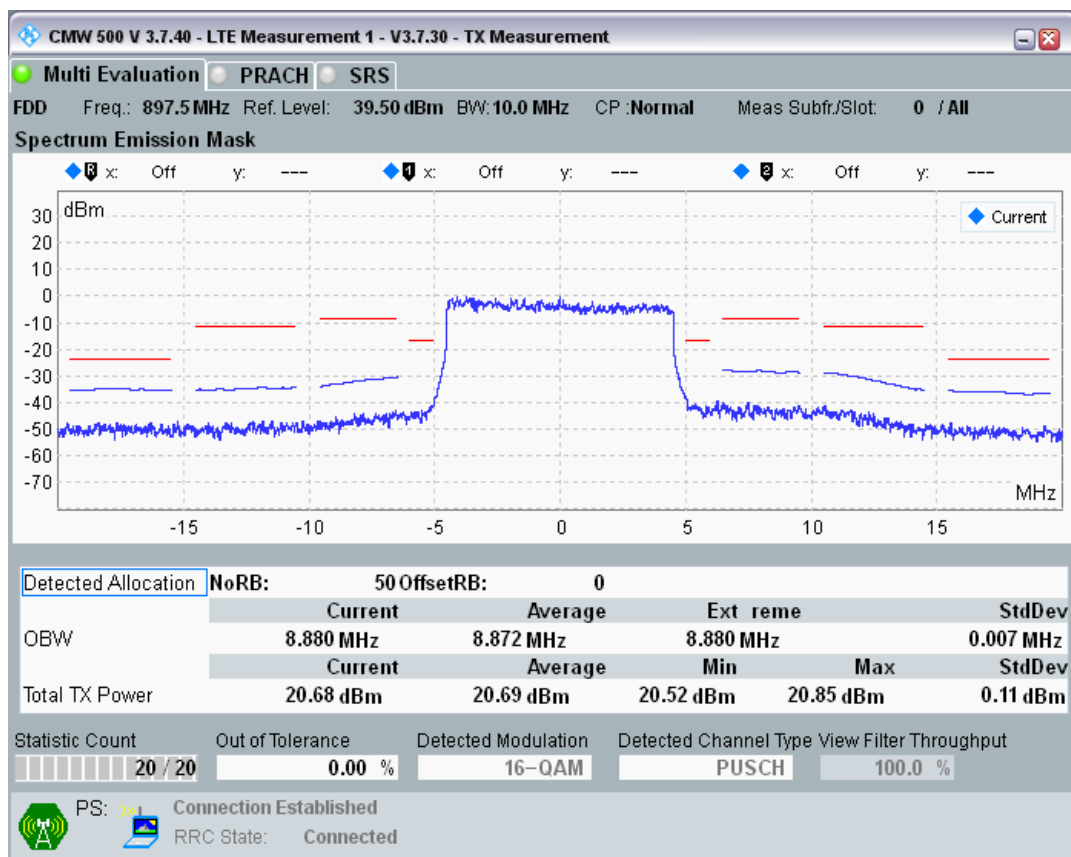 CMW 500 V 3.7.40 - LTE Measurement 1 - V3.7.30 - TX Measurement
Multi Evaluation PRACH SRS
FDD Freq.: 897.5 MHz Ref. Level: 39.50 dBm BW: 10.0 MHz CP :Normal Meas Subfr./Slot: 0 / All
Spectrum Emission Mask
R x: Off y: --- 1 x: Off y: --- 2 x: Off y: ---
dBm
Current
30
20
10
0
-10
-20
-30
-40
-50
-60
-70
MHz
-15 -10 -5 0 5 10 15
Detected Allocation NoRB: 50 OffsetRB: 0
Current Average Ext reme StdDev
OBW 8.880 MHz 8.872 MHz 8.880 MHz 0.007 MHz
Current Average Min Max StdDev
Total TX Power 20.68 dBm 20.69 dBm 20.52 dBm 20.85 dBm 0.11 dBm
Statistic Count Out of Tolerance Detected Modulation Detected Channel Type View Filter Throughput
20 / 20 0.00 % 16-QAM PUSCH 100.0 %
PS: Connection Established
RRC State: Connected